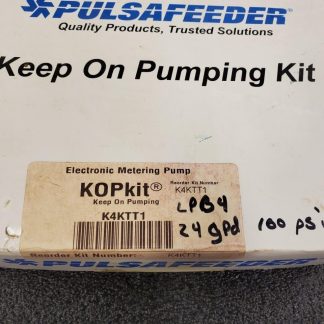 PULSAFEEDER®
Quality Products, Trusted Solutions
Keep On Pumping Kit
Electronic Metering Pump
KOPkit® Reorder Kit Number
Keep On Pumping K4KTT1
K4KTT1
LPB4
24 gpd
100 psi
Reorder Kit Number: K4KTT1
PULSAFEEDER